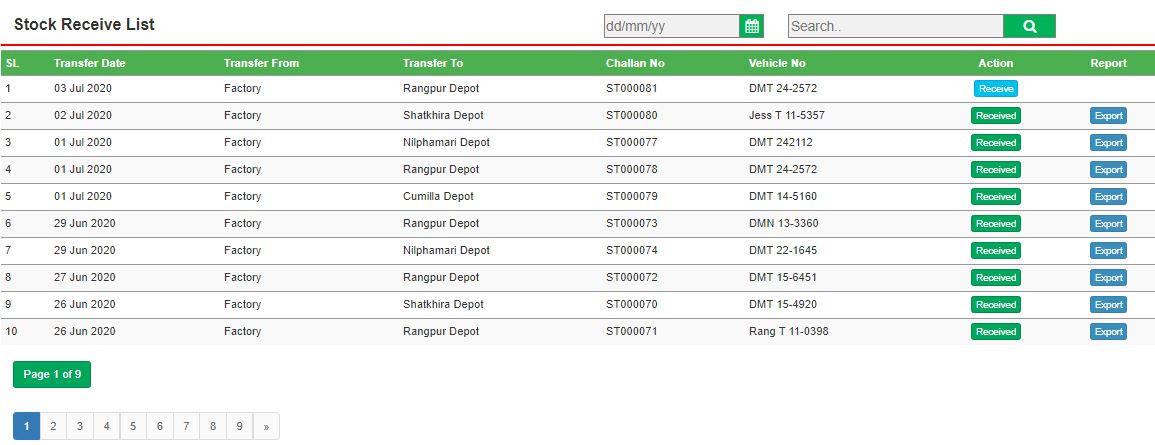 Stock Receive List dd/mm/yy Search..
SL Transfer Date Transfer From Transfer To Challan No Vehicle No Action Report
1 03 Jul 2020 Factory Rangpur Depot ST000081 DMT 24-2572 Receive
2 02 Jul 2020 Factory Shatkhira Depot ST000080 Jess T 11-5357 Received Export
3 01 Jul 2020 Factory Nilphamari Depot ST000077 DMT 242112 Received Export
4 01 Jul 2020 Factory Rangpur Depot ST000078 DMT 24-2572 Received Export
5 01 Jul 2020 Factory Cumilla Depot ST000079 DMT 14-5160 Received Export
6 29 Jun 2020 Factory Rangpur Depot ST000073 DMN 13-3360 Received Export
7 29 Jun 2020 Factory Nilphamari Depot ST000074 DMT 22-1645 Received Export
8 27 Jun 2020 Factory Rangpur Depot ST000072 DMT 15-6451 Received Export
9 26 Jun 2020 Factory Shatkhira Depot ST000070 DMT 15-4920 Received Export
10 26 Jun 2020 Factory Rangpur Depot ST000071 Rang T 11-0398 Received Export
Page 1 of 9
1 2 3 4 5 6 7 8 9 »